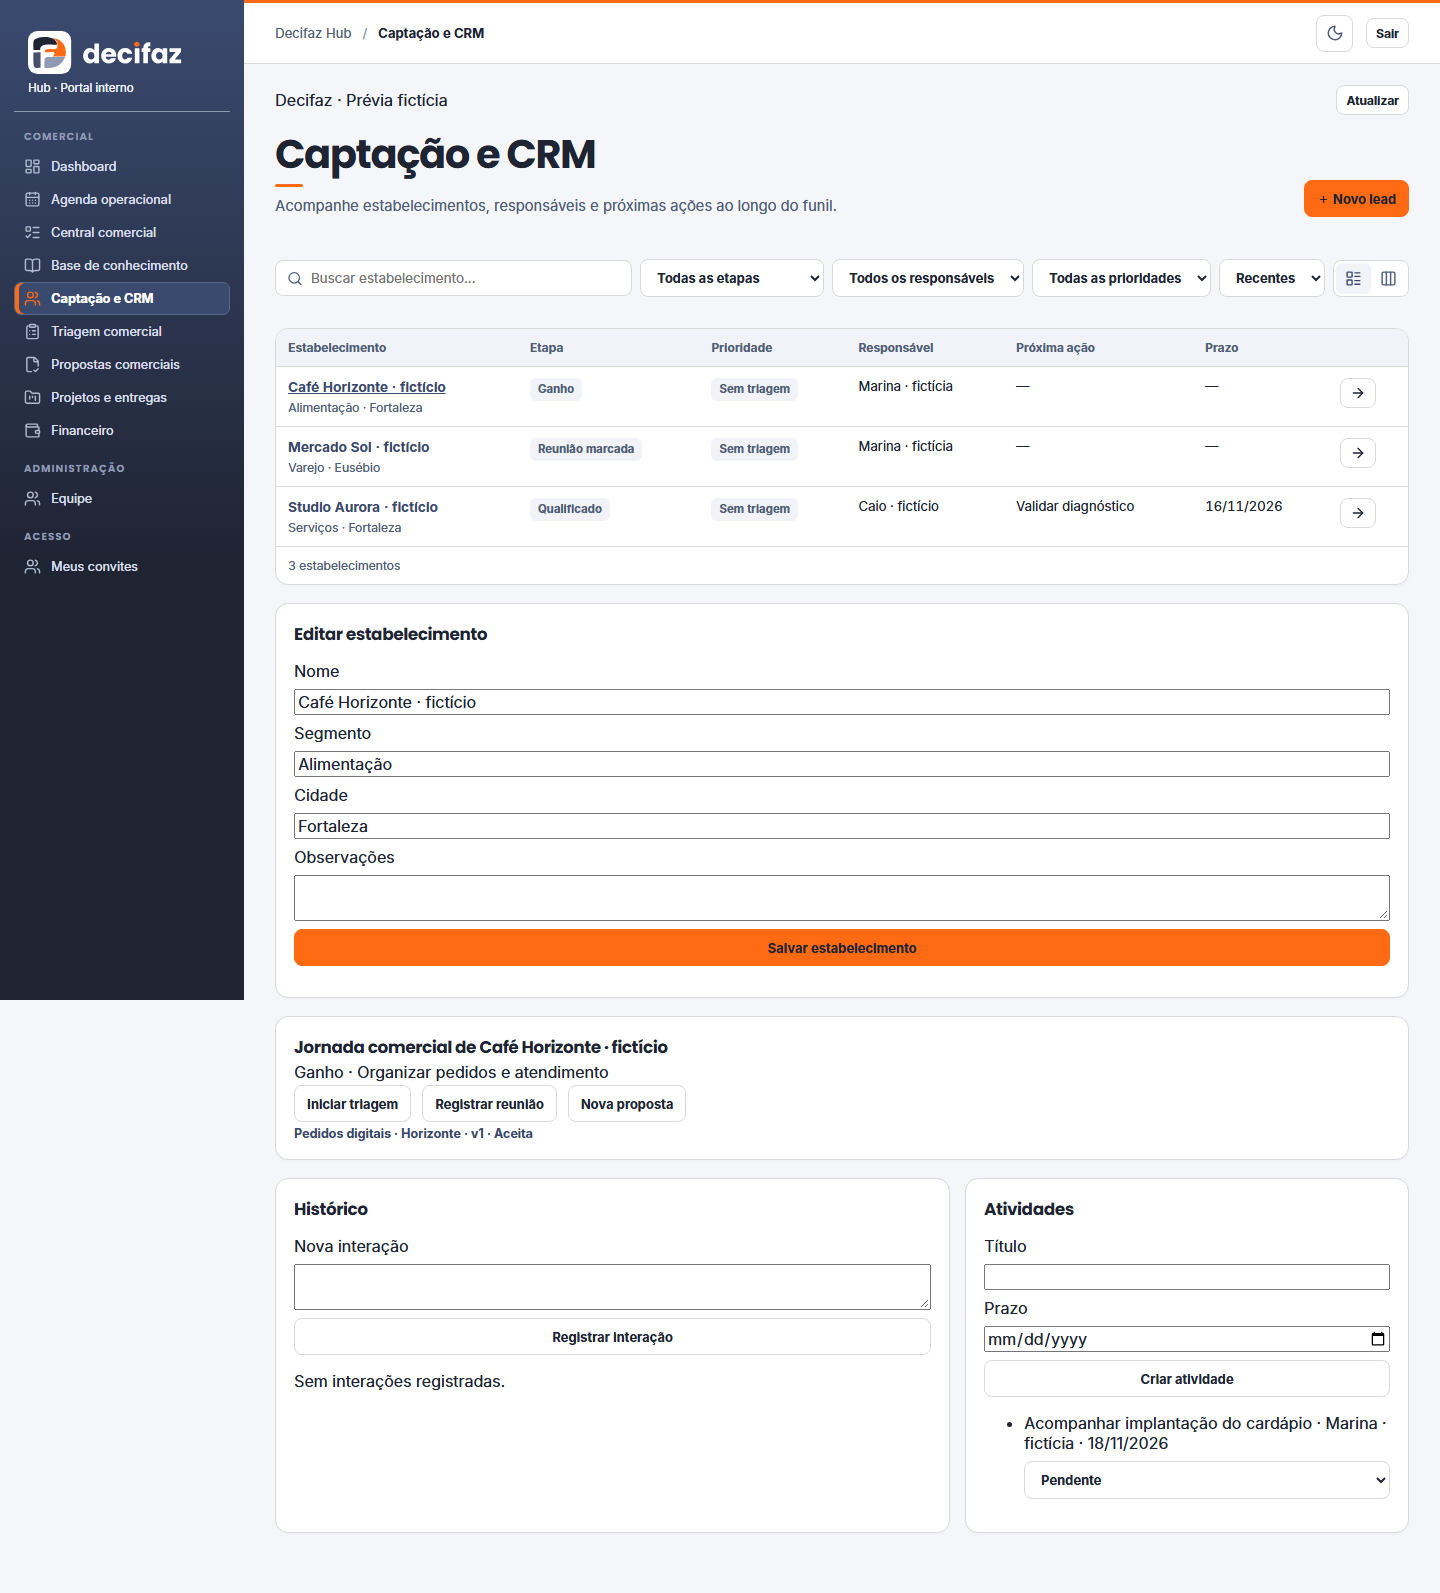 decifaz
Hub · Portal interno
COMERCIAL
Dashboard
Agenda operacional
Central comercial
Base de conhecimento
Captação e CRM
Triagem comercial
Propostas comerciais
Projetos e entregas
Financeiro
ADMINISTRAÇÃO
Equipe
ACESSO
Meus convites
Decifaz Hub / Captação e CRM
Sair
Decifaz · Prévia fictícia
Atualizar
Captação e CRM
Acompanhe estabelecimentos, responsáveis e próximas ações ao longo do funil.
+ Novo lead
Buscar estabelecimento...
Todas as etapas
Todos os responsáveis
Todas as prioridades
Recentes
Estabelecimento Etapa Prioridade Responsável Próxima ação Prazo
Café Horizonte · fictício Ganho Sem triagem Marina · fictícia — —
Alimentação · Fortaleza
Mercado Sol · fictício Reunião marcada Sem triagem Marina · fictícia — —
Varejo · Eusébio
Studio Aurora · fictício Qualificado Sem triagem Caio · fictício Validar diagnóstico 16/11/2026
Serviços · Fortaleza
3 estabelecimentos
Editar estabelecimento
Nome
Café Horizonte · fictício
Segmento
Alimentação
Cidade
Fortaleza
Observações
Salvar estabelecimento
Jornada comercial de Café Horizonte · fictício
Ganho · Organizar pedidos e atendimento
Iniciar triagem
Registrar reunião
Nova proposta
Pedidos digitais · Horizonte · v1 · Aceita
Histórico
Nova interação
Registrar interação
Sem interações registradas.
Atividades
Título
Prazo
mm/dd/yyyy
Criar atividade
• Acompanhar implantação do cardápio · Marina ·
fictícia · 18/11/2026
Pendente